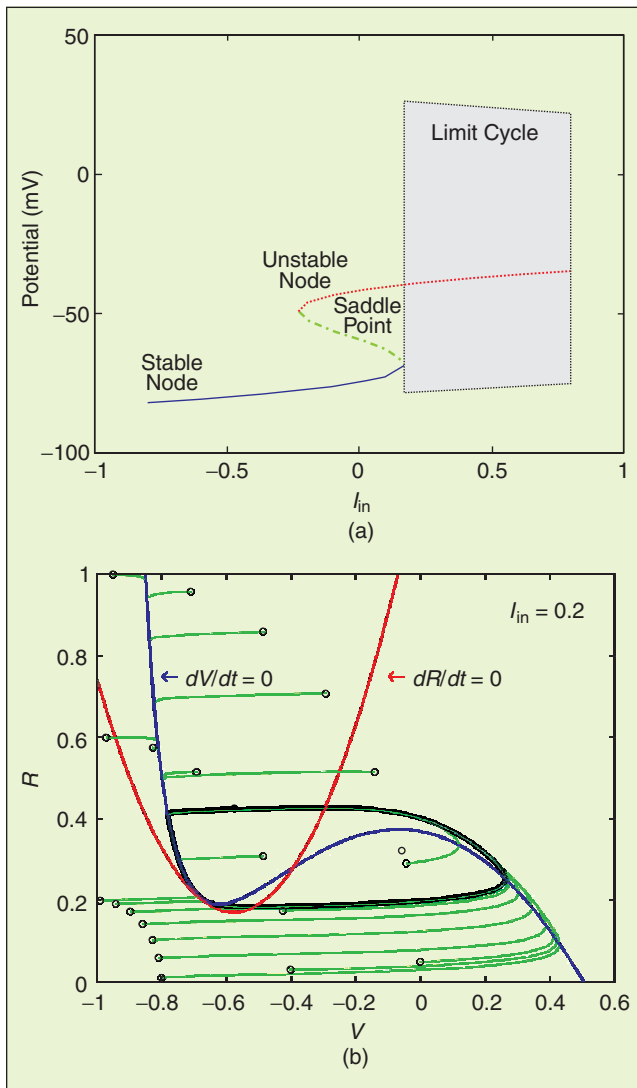 50
0
−50
−100
Potential (mV)
Limit Cycle
Unstable
Node
Saddle
Point
Stable
Node
−1
−0.5
0
0.5
1
I_in
(a)
1
0.8
0.6
0.4
0.2
0
R
I_in = 0.2
dV/dt = 0
dR/dt = 0
−1
−0.8
−0.6
−0.4
−0.2
0
0.2
0.4
0.6
V
(b)